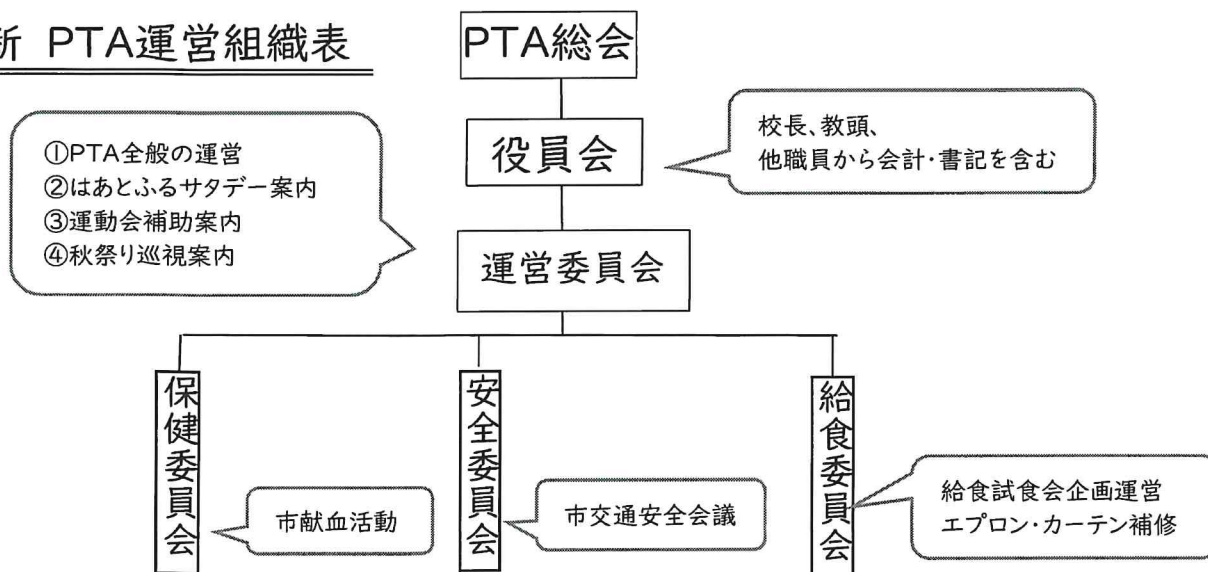 新 PTA運営組織表
PTA総会
役員会
校長、教頭、
他職員から会計・書記を含む
①PTA全般の運営
②はあとふるサタデー案内
③運動会補助案内
④秋祭り巡視案内
運営委員会
保健委員会
市献血活動
安全委員会
市交通安全会議
給食委員会
給食試食会企画運営
エプロン・カーテン補修